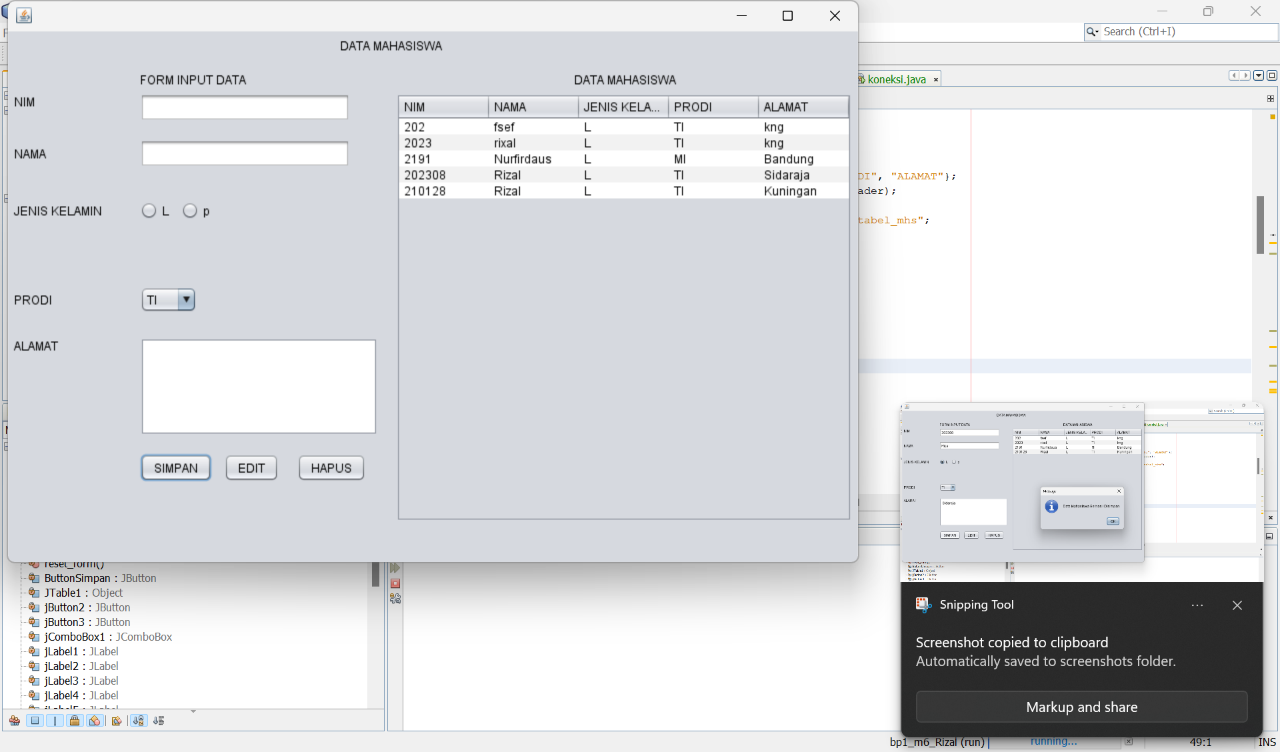 Search (Ctrl+I)
DATA MAHASISWA
FORM INPUT DATA
DATA MAHASISWA
koneksI.java
NIM
NAMA
JENIS KELAMIN
L
p
PRODI
TI
ALAMAT
SIMPAN
EDIT
HAPUS
NIM NAMA JENIS KELA... PRODI ALAMAT
202 fsef L TI kng
2023 rixal L TI kng
2191 Nurfirdaus L MI Bandung
202308 Rizal L TI Sidaraja
210128 Rizal L TI Kuningan
DI", "ALAMAT"};
ader);
tabel_mhs";
reset_form()
ButtonSimpan : JButton
JTable1 : Object
jButton2 : JButton
jButton3 : JButton
jComboBox1 : JComboBox
jLabel1 : JLabel
jLabel2 : JLabel
jLabel3 : JLabel
jLabel4 : JLabel
jLabel5 : JLabel
Snipping Tool
Screenshot copied to clipboard
Automatically saved to screenshots folder.
Markup and share
bp1_m6_Rizal (run)
running...
49:1
INS